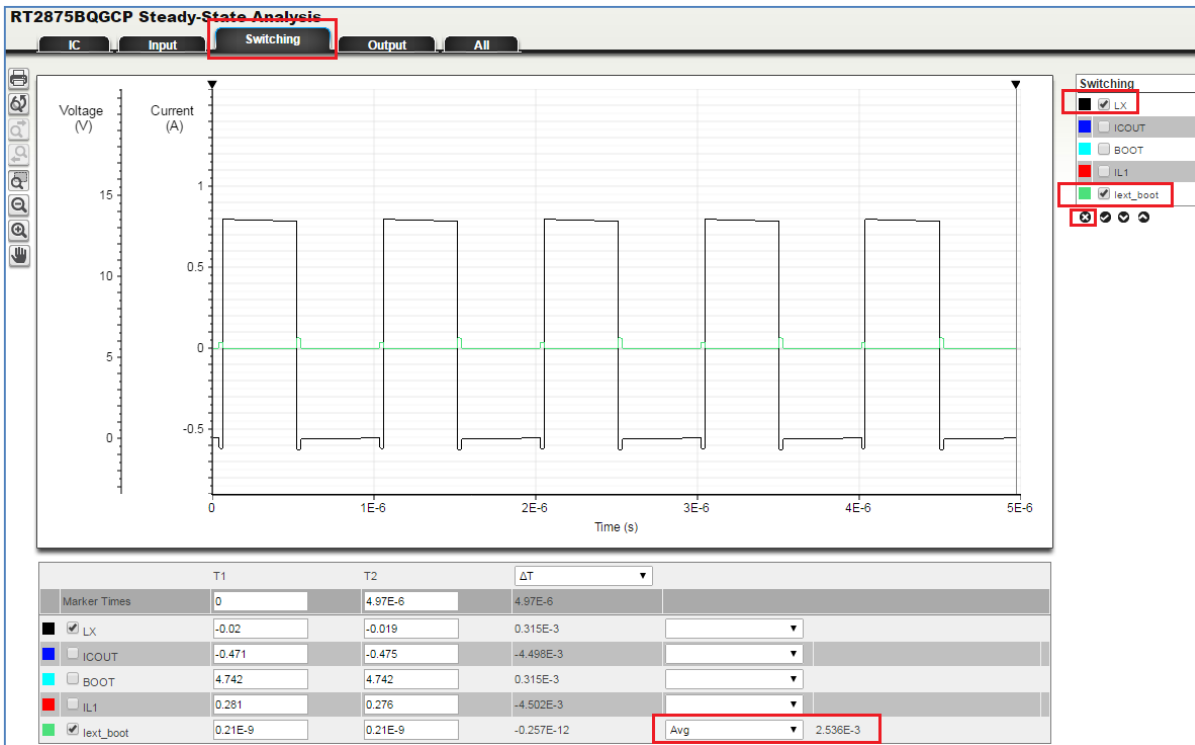 RT2875BQGCP Steady-State Analysis
IC Input Switching Output All
Voltage (V)
Current (A)
15
10
5
0
1
0.5
0
-0.5
0 1E-6 2E-6 3E-6 4E-6 5E-6
Time (s)
Switching
LX
ICOUT
BOOT
IL1
Iext_boot
T1 T2 ΔT
Marker Times 0 4.97E-6 4.97E-6
LX -0.02 -0.019 0.315E-3
ICOUT -0.471 -0.475 -4.498E-3
BOOT 4.742 4.742 0.315E-3
IL1 0.281 0.276 -4.502E-3
Iext_boot 0.21E-9 0.21E-9 -0.257E-12 Avg 2.536E-3